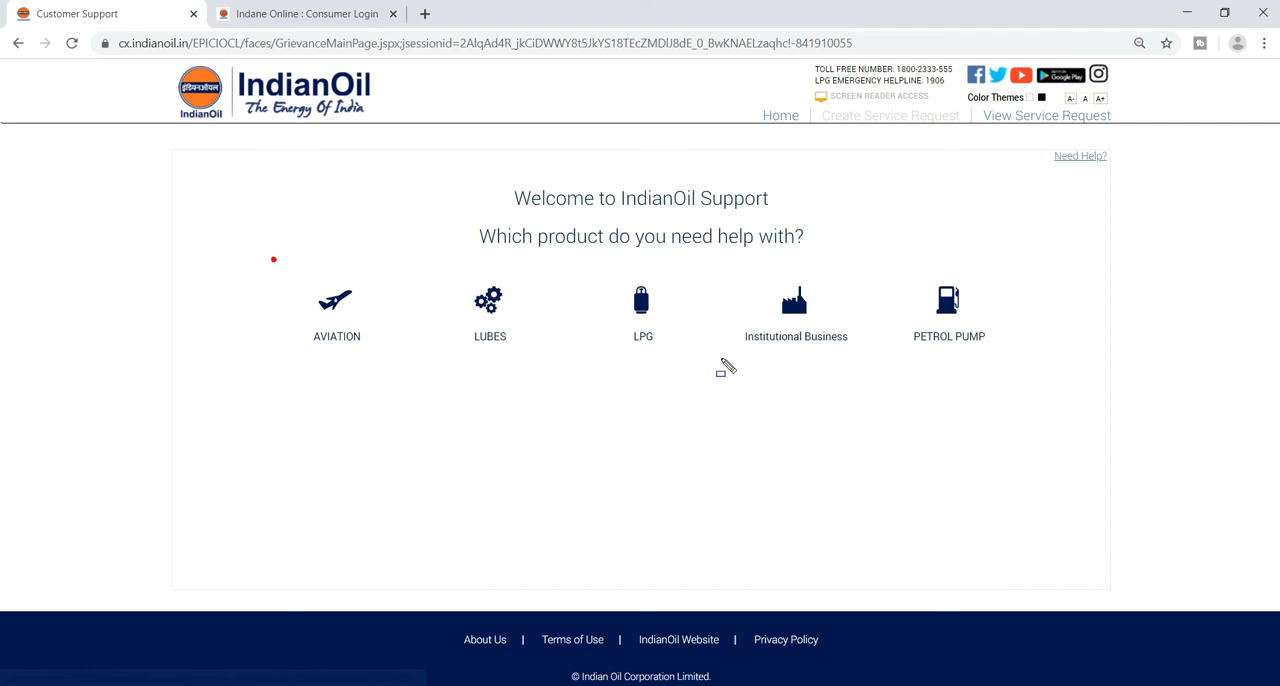 Customer Support
Indane Online : Consumer Login
cx.indianoil.in/EPICIOCL/faces/GrievanceMainPage.jspx;jsessionid=2AlqAd4R_jkCiDWWY8t5JkYS18TEcZMDlJ8dE_0_BwKNAELzaqhc!-841910055
इंडियनऑयल
IndianOil
IndianOil
The Energy Of India
TOLL FREE NUMBER: 1800-2333-555
LPG EMERGENCY HELPLINE: 1906
SCREEN READER ACCESS
Google Play
Color Themes
A- A A+
Home Create Service Request View Service Request
Need Help?
Welcome to IndianOil Support
Which product do you need help with?
AVIATION LUBES LPG Institutional Business PETROL PUMP
About Us | Terms of Use | IndianOil Website | Privacy Policy
© Indian Oil Corporation Limited.